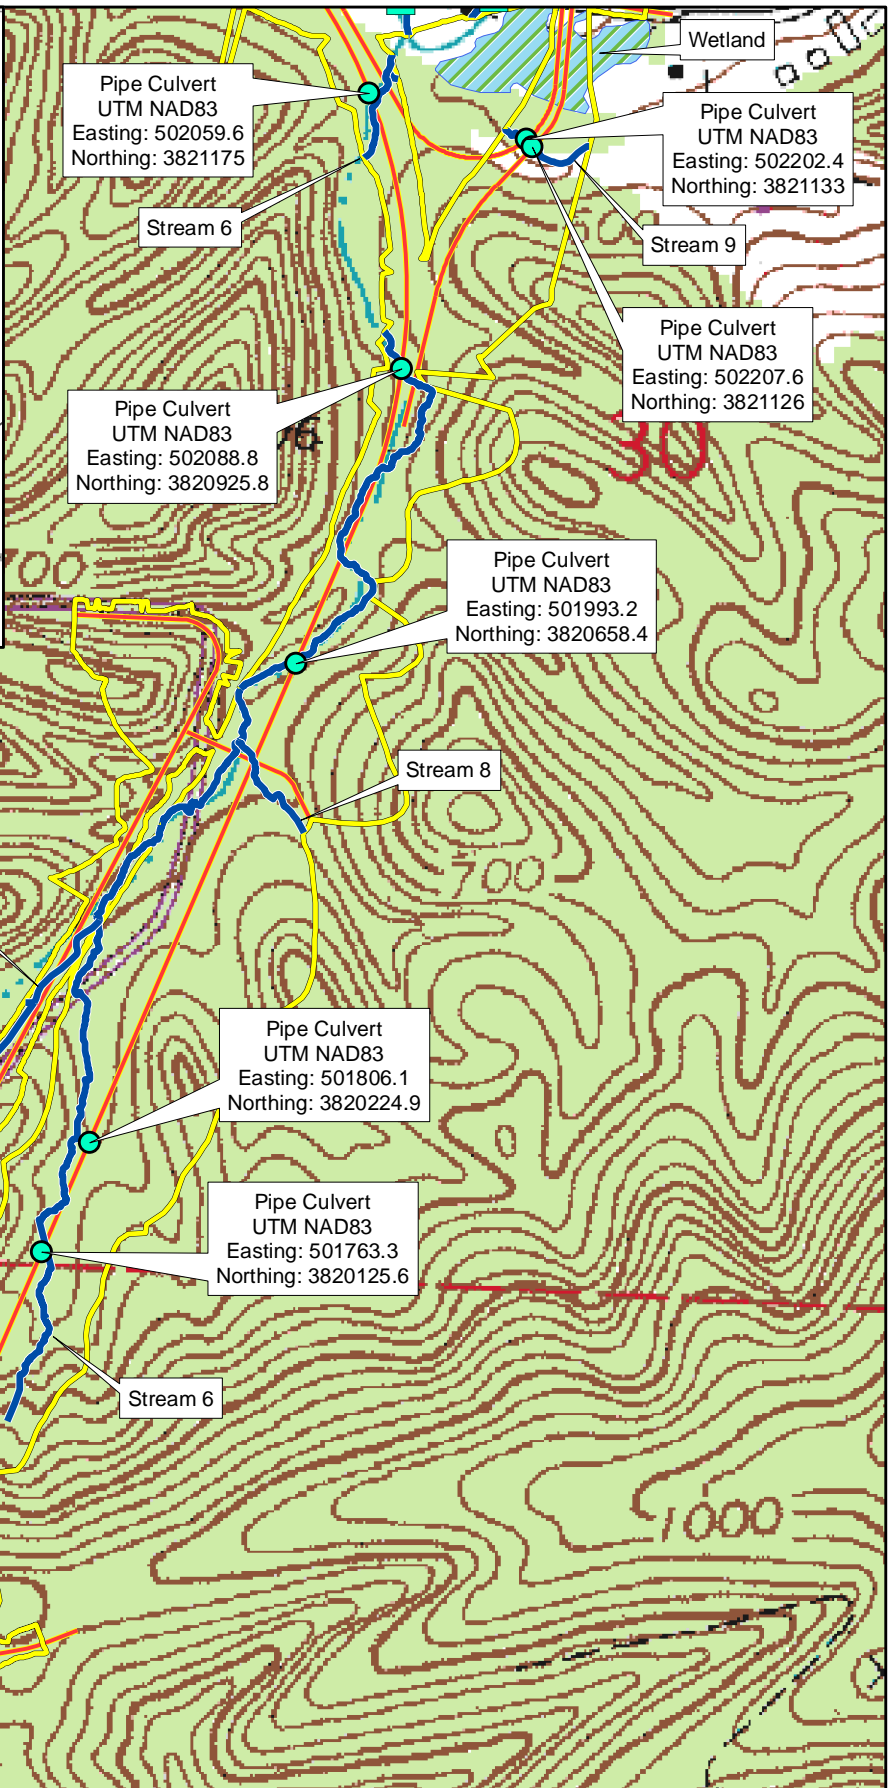 Wetland
Pipe Culvert
UTM NAD83
Easting: 502059.6
Northing: 3821175
Pipe Culvert
UTM NAD83
Easting: 502202.4
Northing: 3821133
Stream 6
Stream 9
Pipe Culvert
UTM NAD83
Easting: 502207.6
Northing: 3821126
Pipe Culvert
UTM NAD83
Easting: 502088.8
Northing: 3820925.8
30
Pipe Culvert
UTM NAD83
Easting: 501993.2
Northing: 3820658.4
Stream 8
700
Pipe Culvert
UTM NAD83
Easting: 501806.1
Northing: 3820224.9
Pipe Culvert
UTM NAD83
Easting: 501763.3
Northing: 3820125.6
Stream 6
1000